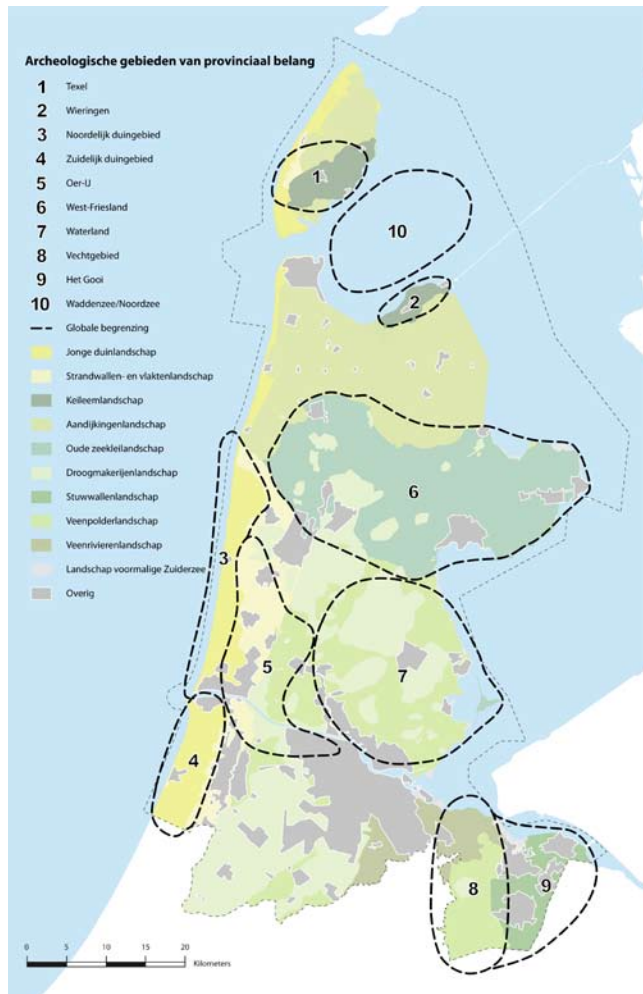 Archeologische gebieden van provinciaal belang
1 Texel
2 Wieringen
3 Noordelijk duingebied
4 Zuidelijk duingebied
5 Oer-IJ
6 West-Friesland
7 Waterland
8 Vechtgebied
9 Het Gooi
10 Waddenzee/Noordzee
Globale begrenzing
Jonge duinlandschap
Strandwallen- en vlaktenlandschap
Keileemlandschap
Aandijkingenlandschap
Oude zeekleilandschap
Droogmakerijenlandschap
Stuwwallenlandschap
Veenpolderlandschap
Veenrivierenlandschap
Landschap voormalige Zuiderzee
Overig
1
10
2
6
3
5
7
4
8
9
0 5 10 15 20
Kilometers